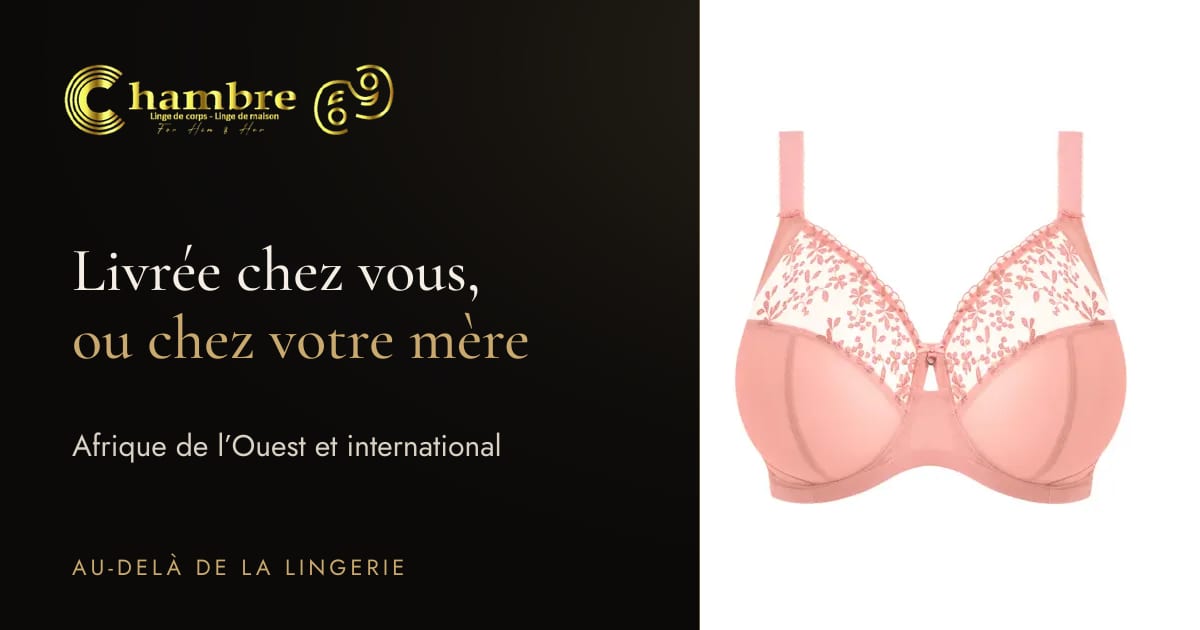 Chambre 69
Linge de corps - Linge de maison
For Him & Her
Livrée chez vous,
ou chez votre mère
Afrique de l’Ouest et international
AU-DELÀ DE LA LINGERIE